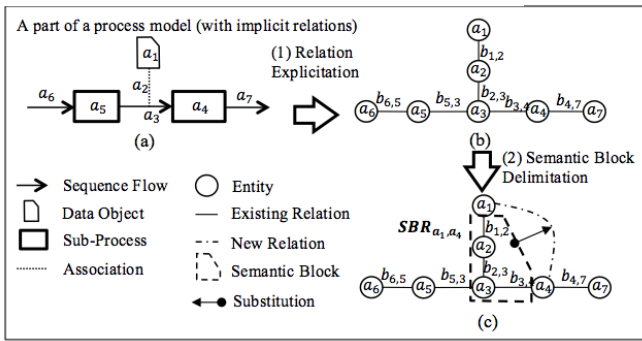 A part of a process model (with implicit relations)
a₁
a₂
a₆
a₅
a₃
a₄
a₇
(a)
(1) Relation
Explicitation
a₁
b₁,₂
a₂
b₂,₃
b₆,₅
b₅,₃
b₃,₄
b₄,₇
a₆
a₅
a₃
a₄
a₇
(b)
(2) Semantic Block
Delimitation
Sequence Flow
Data Object
Sub-Process
Association
Entity
Existing Relation
New Relation
Semantic Block
Substitution
SBRₐ₁,ₐ₄
a₁
b₁,₂
a₂
b₂,₃
b₆,₅
b₅,₃
b₃,₄
b₄,₇
a₆
a₅
a₃
a₄
a₇
(c)